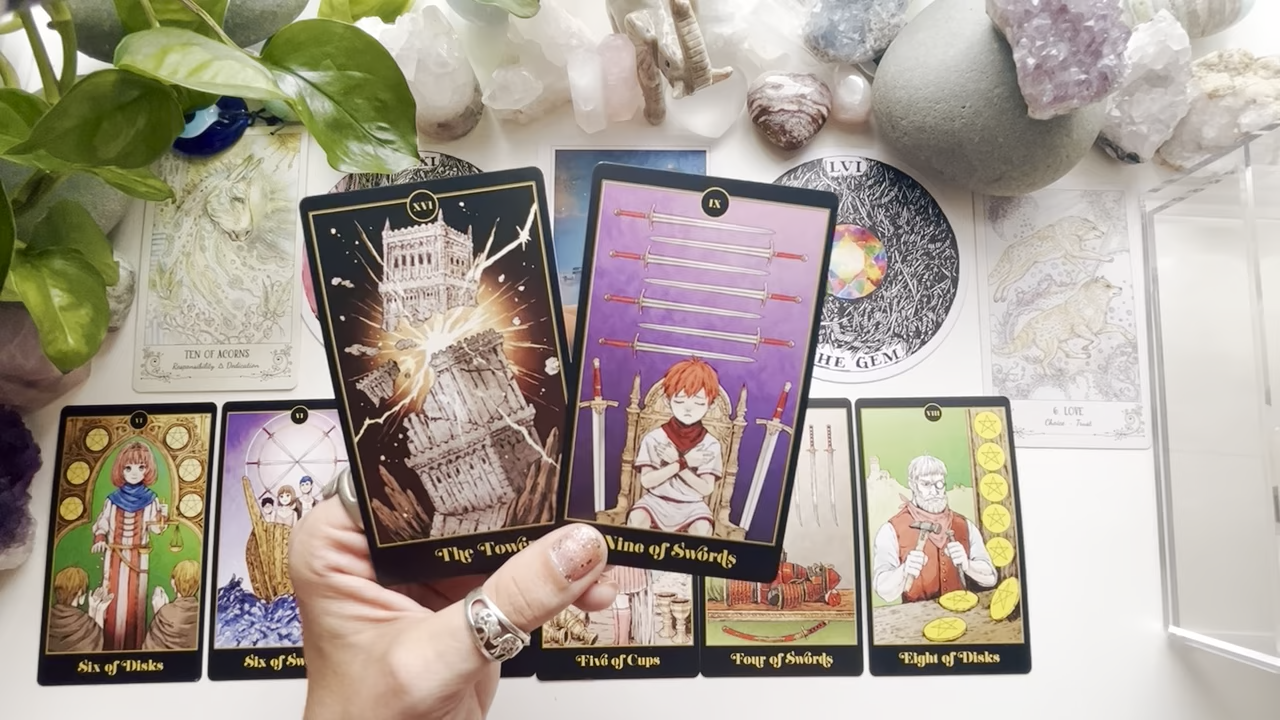 TEN OF ACORNS
Responsibility & Dedication
XI
LVI
THE GEM
6. LOVE
Choice - Trust
XVI
The Tower
IX
Nine of Swords
VI
Six of Disks
VI
Six of Sw
Five of Cups
Four of Swords
VIII
Eight of Disks